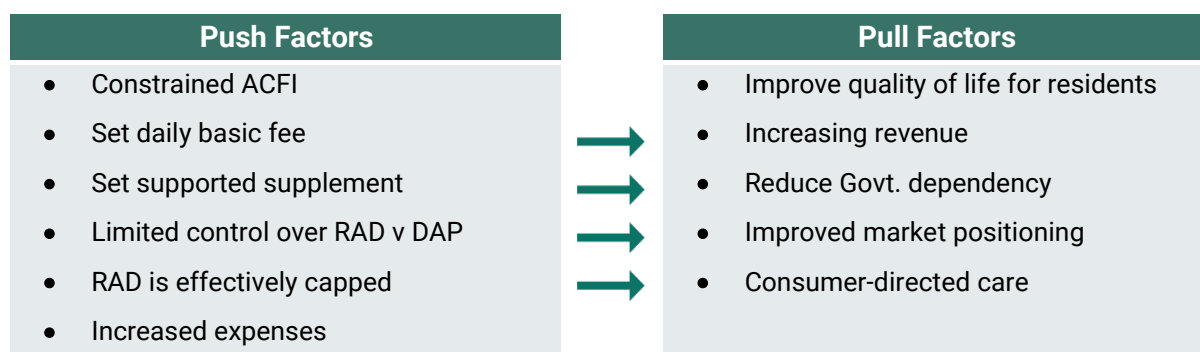 Push Factors
• Constrained ACFI
• Set daily basic fee
• Set supported supplement
• Limited control over RAD v DAP
• RAD is effectively capped
• Increased expenses
Pull Factors
• Improve quality of life for residents
• Increasing revenue
• Reduce Govt. dependency
• Improved market positioning
• Consumer-directed care